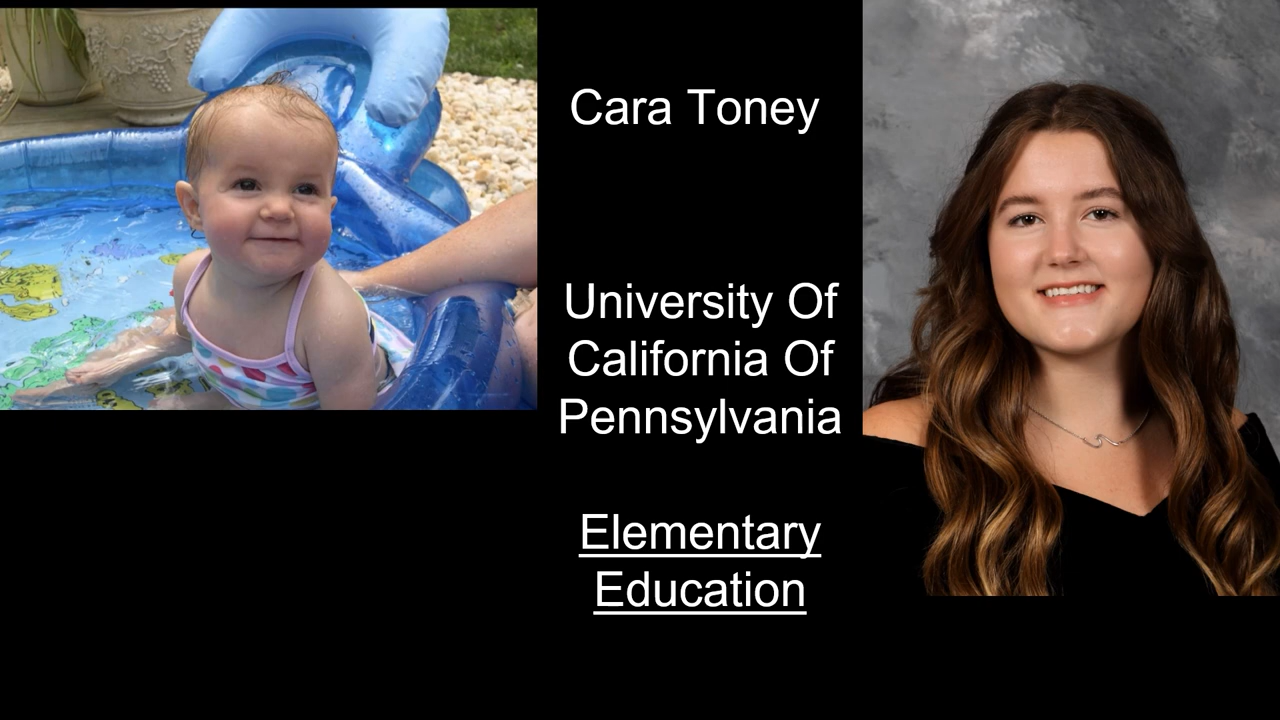 Cara Toney
University Of
California Of
Pennsylvania
Elementary
Education